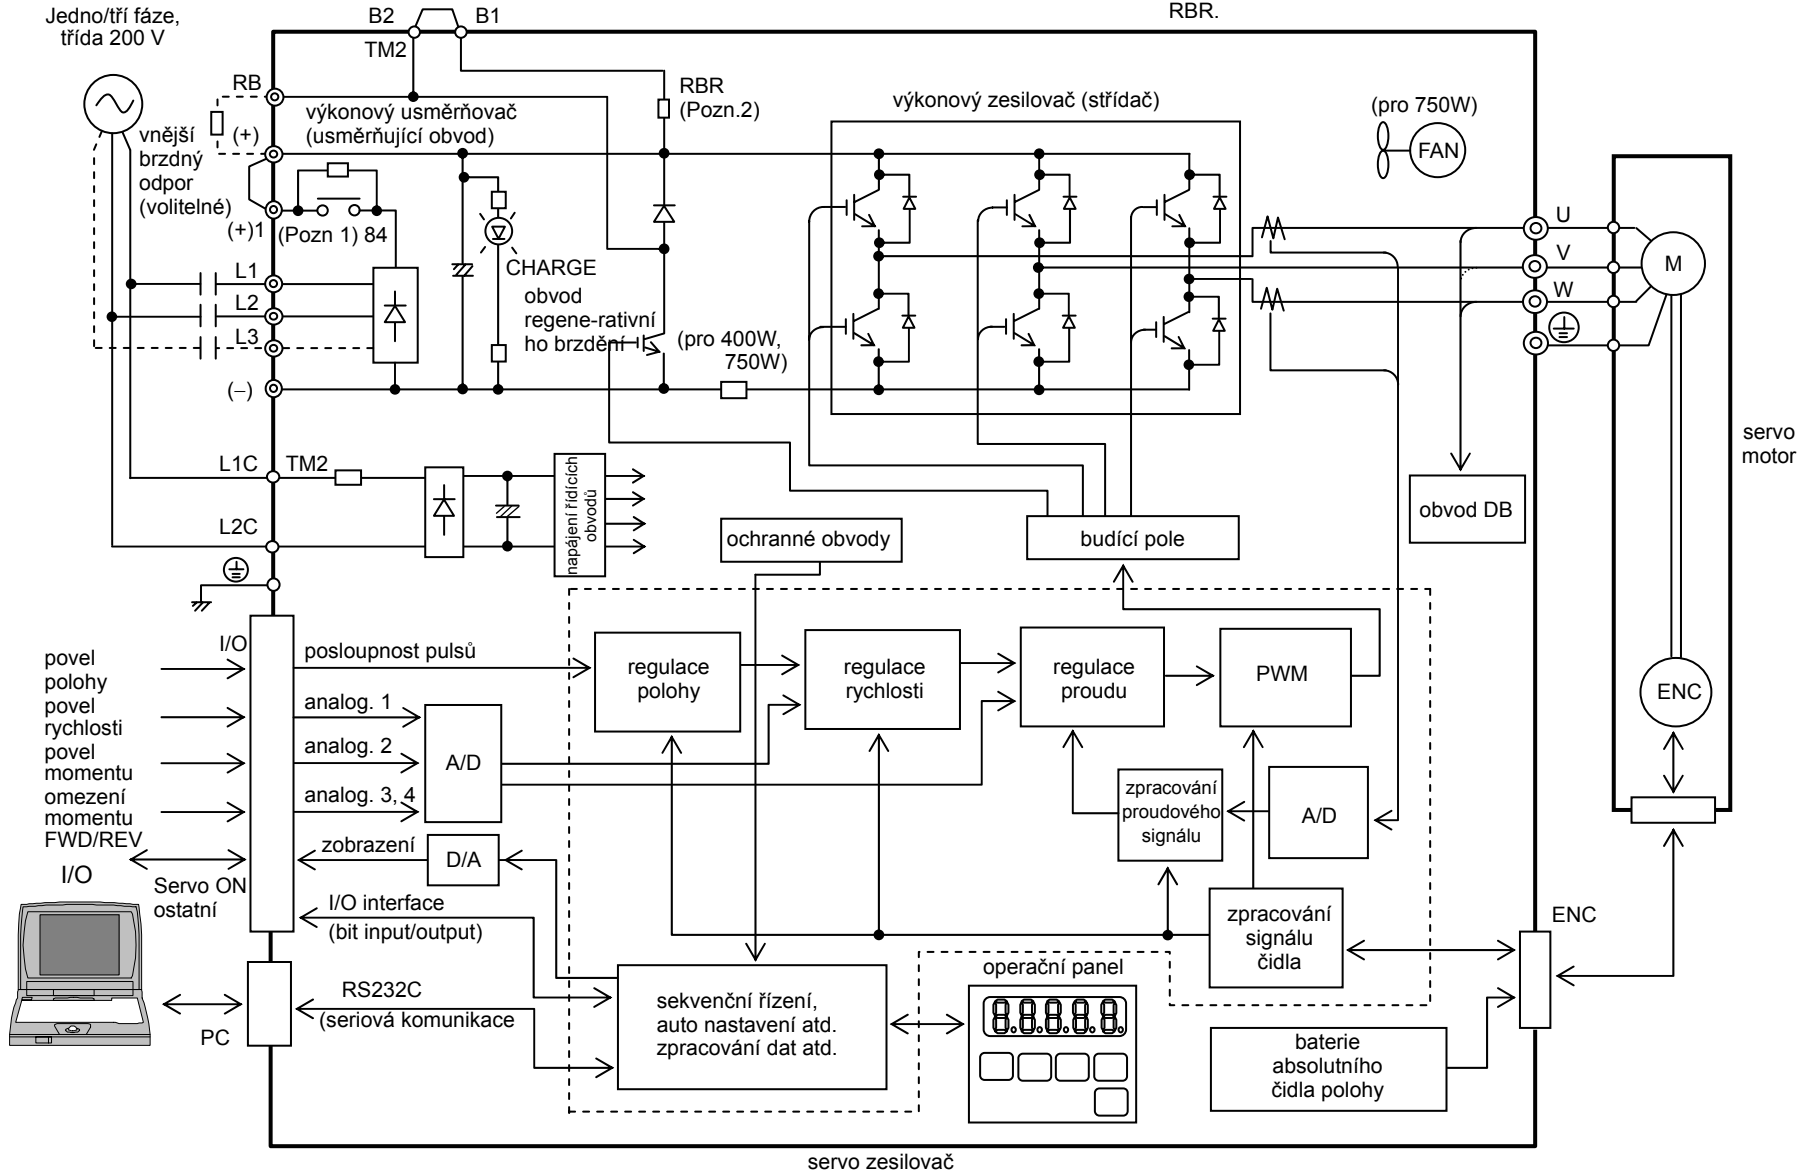 Jedno/tří fáze,
třída 200 V
B2
B1
RBR.
TM2
RB
RBR
(Pozn.2)
výkonový usměrňovač
(usměrňující obvod)
výkonový zesilovač (střídač)
(pro 750W)
FAN
vnější
brzdný
odpor
(volitelné)
(+)
(+)1
(Pozn 1) 84
L1
L2
L3
(–)
CHARGE
obvod
regene-rativní
ho brzdění
(pro 400W,
750W)
U
V
W
M
servo
motor
L1C
TM2
L2C
napájení řídících
obvodů
ochranné obvody
budící pole
obvod DB
I/O
povel
polohy
povel
rychlosti
povel
momentu
omezení
momentu
FWD/REV
I/O
Servo ON
ostatní
posloupnost pulsů
analog. 1
analog. 2
analog. 3, 4
A/D
zobrazení
D/A
I/O interface
(bit input/output)
RS232C
(seriová komunikace
PC
regulace
polohy
regulace
rychlosti
regulace
proudu
PWM
zpracování
proudového
signálu
A/D
zpracování
signálu
čidla
ENC
ENC
sekvenční řízení,
auto nastavení atd.
zpracování dat atd.
operační panel
8.8.8.8.8.
baterie
absolutního
čidla polohy
servo zesilovač